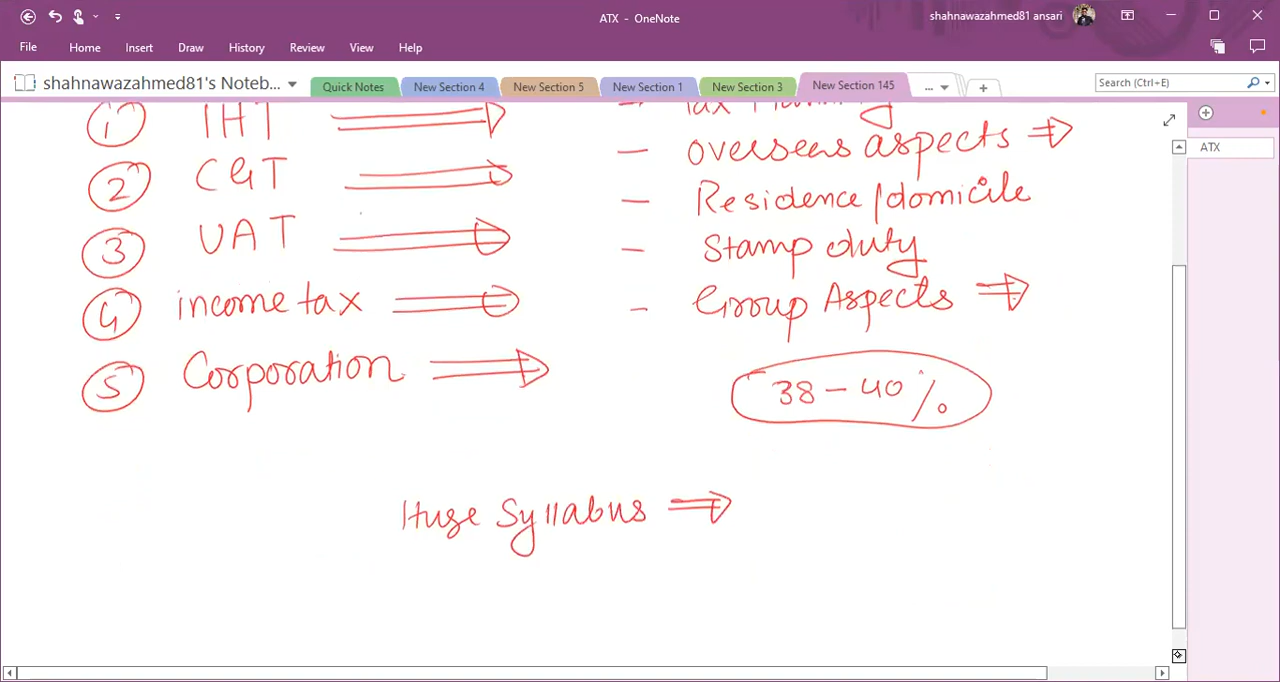 ATX - OneNote
shahnawazahmed81 ansari
File Home Insert Draw History Review View Help
shahnawazahmed81's Noteb... Quick Notes New Section 4 New Section 5 New Section 1 New Section 3 New Section 145 ... Search (Ctrl+E)
ATX
① IHT
② CGT
③ VAT
④ income tax
⑤ Corporation
- Tax Planning
- Overseas aspects ⇒
- Residence / domicile
- Stamp duty
- Group Aspects ⇒
38 - 40 %
Huge Syllabus ⇒